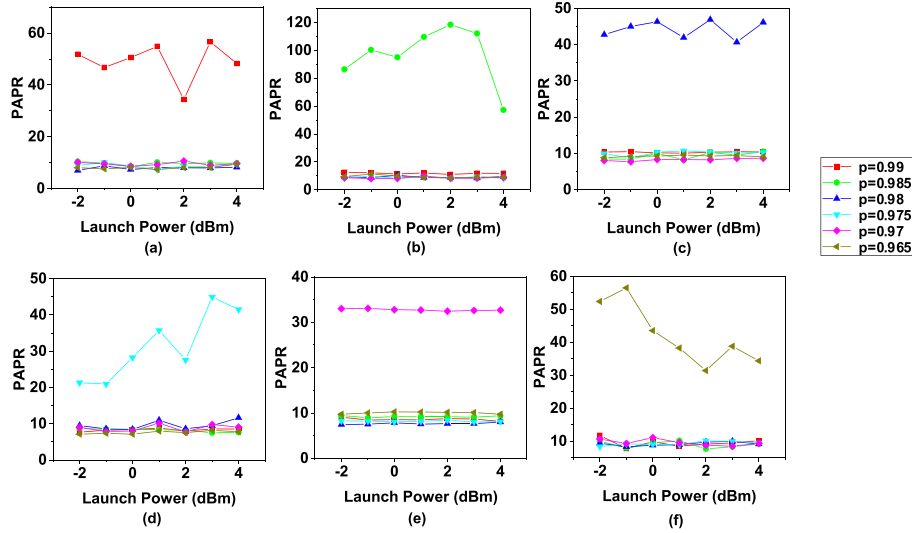 60
40
20
0
PAPR
-2 0 2 4
Launch Power (dBm)
(a)
120
100
80
60
40
20
0
PAPR
-2 0 2 4
Launch Power (dBm)
(b)
50
40
30
20
10
0
PAPR
-2 0 2 4
Launch Power (dBm)
(c)
p=0.99
p=0.985
p=0.98
p=0.975
p=0.97
p=0.965
50
40
30
20
10
0
PAPR
-2 0 2 4
Launch Power (dBm)
(d)
40
30
20
10
0
PAPR
-2 0 2 4
Launch Power (dBm)
(e)
60
50
40
30
20
10
PAPR
-2 0 2 4
Launch Power (dBm)
(f)